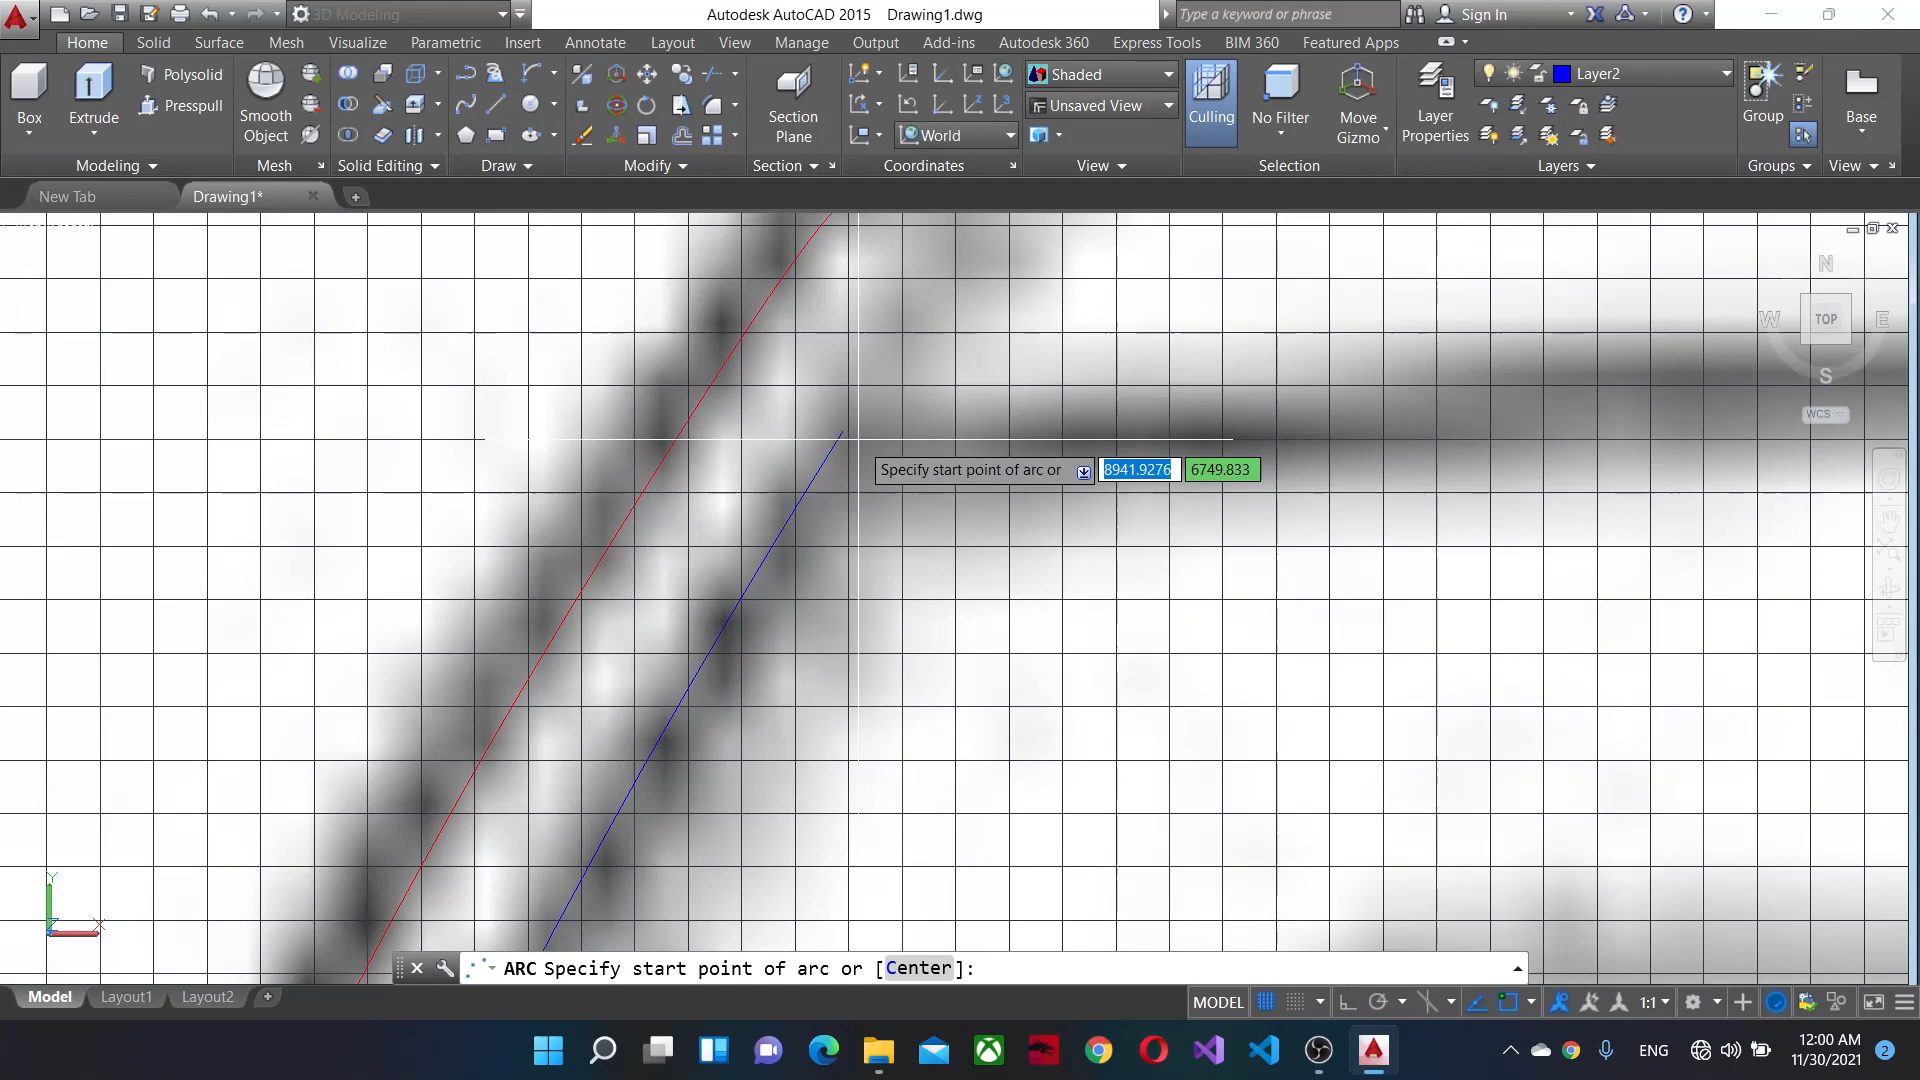 3D Modeling
Autodesk AutoCAD 2015 Drawing1.dwg
Type a keyword or phrase
Sign In
Home Solid Surface Mesh Visualize Parametric Insert Annotate Layout View Manage Output Add-ins Autodesk 360 Express Tools BIM 360 Featured Apps
Box
Extrude
Polysolid
Presspull
Smooth Object
Section Plane
World
Shaded
Unsaved View
Culling
No Filter
Move Gizmo
Layer Properties
Layer2
Group
Base
Modeling
Mesh
Solid Editing
Draw
Modify
Section
Coordinates
View
Selection
Layers
Groups
View
New Tab
Drawing1*
N
W
TOP
E
S
WCS
Specify start point of arc or 8941.9276 6749.833
Y
X
ARC Specify start point of arc or [Center]:
Model Layout1 Layout2
MODEL
1:1
ENG
12:00 AM
11/30/2021
2